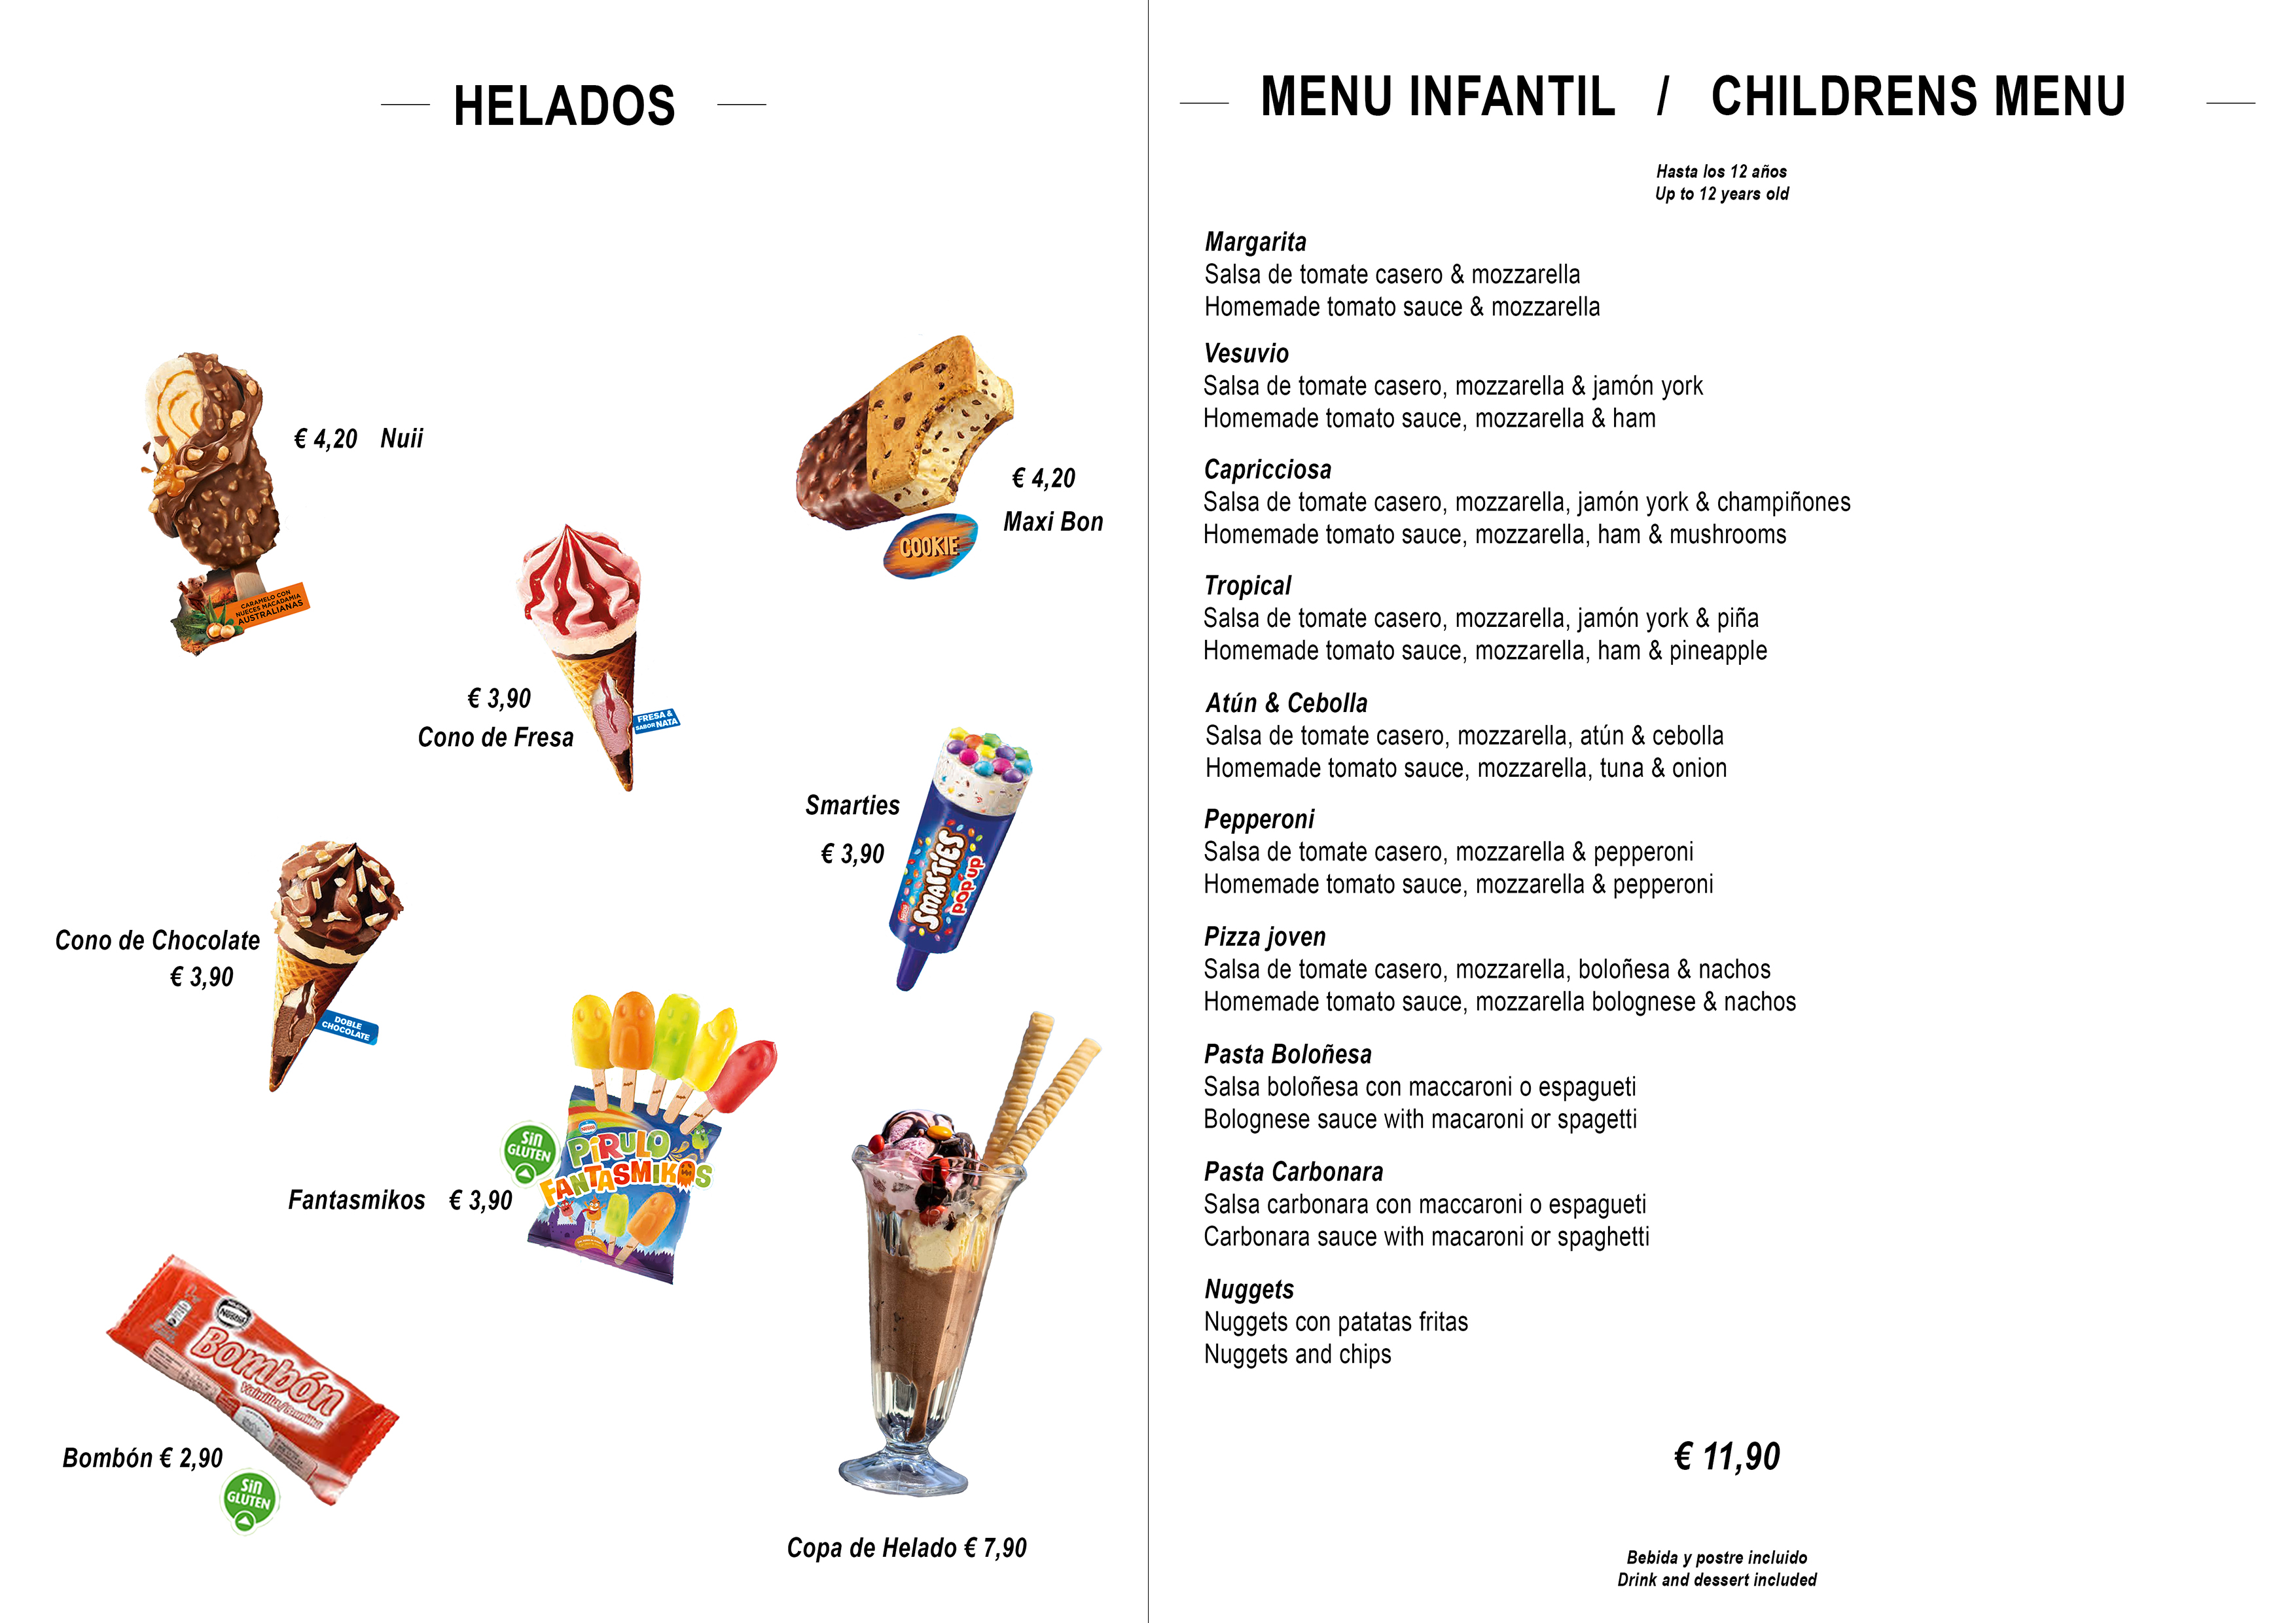 HELADOS
€ 4,20 Nuii
CARAMELO CON
NUECES MACADAMIA
AUSTRALIANAS
€ 4,20
Maxi Bon
COOKIE
€ 3,90
Cono de Fresa
FRESA &
SABOR NATA
Smarties
€ 3,90
SMARTIES
pop up
Cono de Chocolate
€ 3,90
DOBLE
CHOCOLATE
Fantasmikos € 3,90
Sin
GLUTEN
PIRULO
FANTASMIKOS
Nestlé
Bombón
Vainilla/Baunilha
Bombón € 2,90
Sin
GLUTEN
Copa de Helado € 7,90
MENU INFANTIL / CHILDRENS MENU
Hasta los 12 años
Up to 12 years old
Margarita
Salsa de tomate casero & mozzarella
Homemade tomato sauce & mozzarella
Vesuvio
Salsa de tomate casero, mozzarella & jamón york
Homemade tomato sauce, mozzarella & ham
Capricciosa
Salsa de tomate casero, mozzarella, jamón york & champiñones
Homemade tomato sauce, mozzarella, ham & mushrooms
Tropical
Salsa de tomate casero, mozzarella, jamón york & piña
Homemade tomato sauce, mozzarella, ham & pineapple
Atún & Cebolla
Salsa de tomate casero, mozzarella, atún & cebolla
Homemade tomato sauce, mozzarella, tuna & onion
Pepperoni
Salsa de tomate casero, mozzarella & pepperoni
Homemade tomato sauce, mozzarella & pepperoni
Pizza joven
Salsa de tomate casero, mozzarella, boloñesa & nachos
Homemade tomato sauce, mozzarella bolognese & nachos
Pasta Boloñesa
Salsa boloñesa con maccaroni o espagueti
Bolognese sauce with macaroni or spagetti
Pasta Carbonara
Salsa carbonara con maccaroni o espagueti
Carbonara sauce with macaroni or spaghetti
Nuggets
Nuggets con patatas fritas
Nuggets and chips
€ 11,90
Bebida y postre incluido
Drink and dessert included